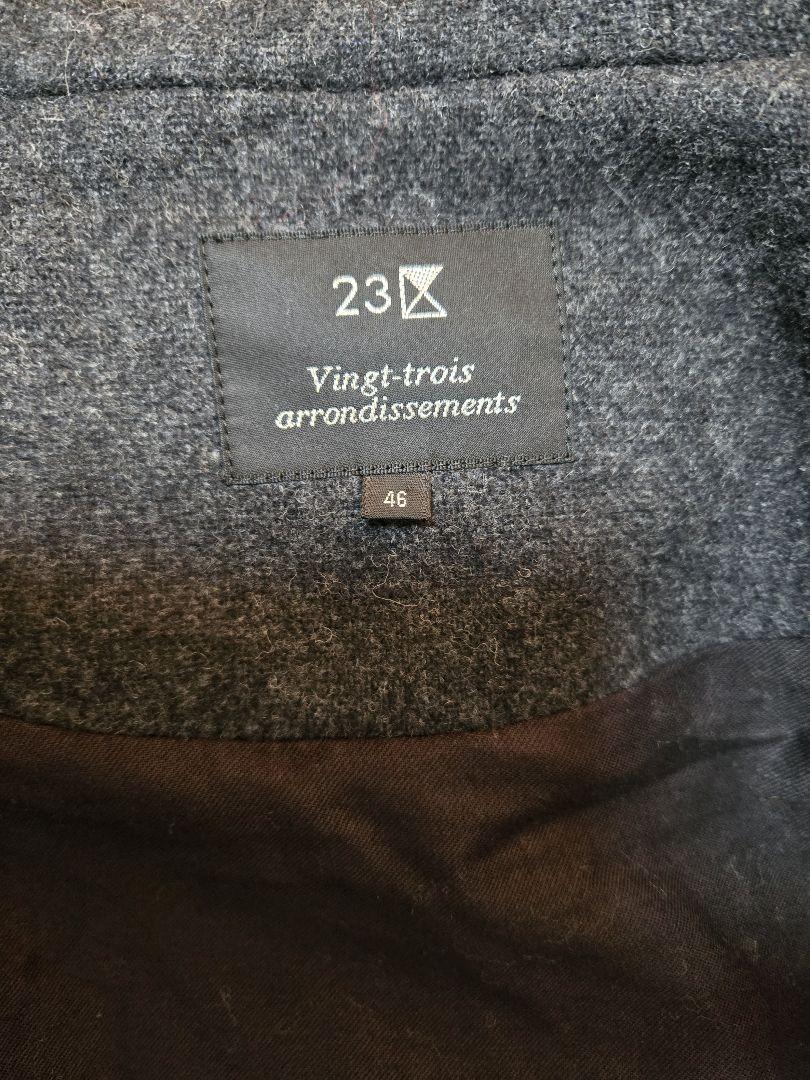 23
Vingt-trois
arrondissements
46